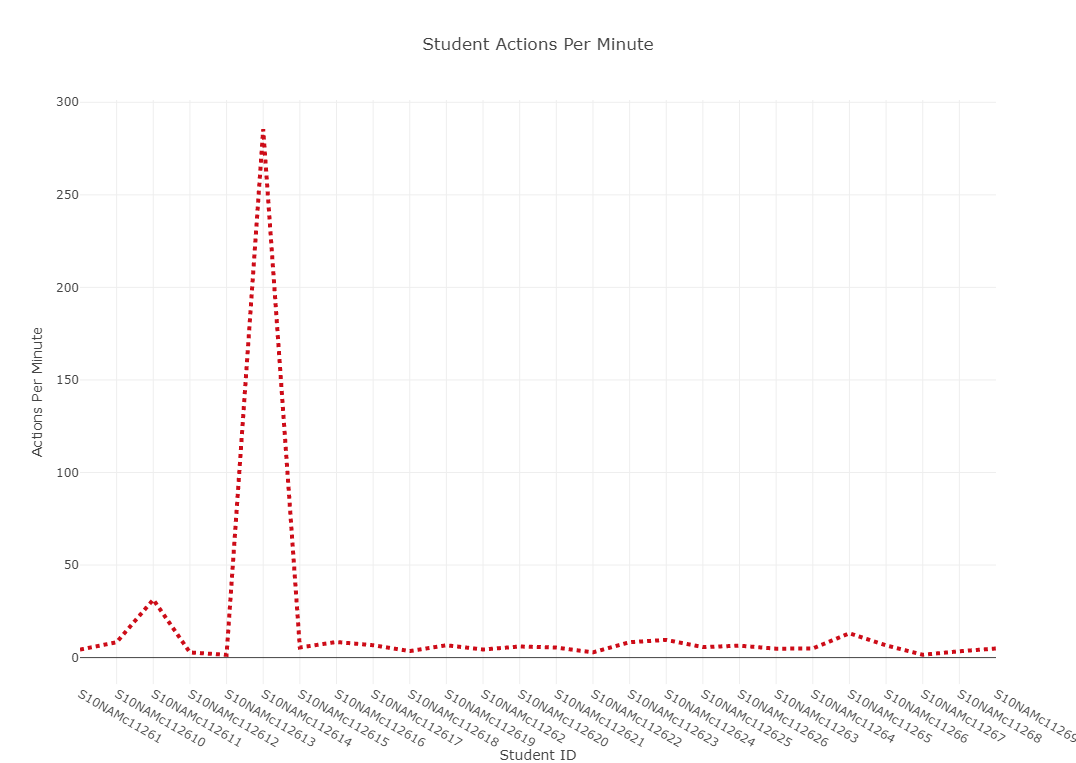 Student Actions Per Minute
300
250
200
150
100
50
0
Actions Per Minute
S10NAMc11261
S10NAMc112610
S10NAMc112611
S10NAMc112612
S10NAMc112613
S10NAMc112614
S10NAMc112615
S10NAMc112616
S10NAMc112617
S10NAMc112618
S10NAMc112619
S10NAMc11262
S10NAMc112620
S10NAMc112621
S10NAMc112622
S10NAMc112623
S10NAMc112624
S10NAMc112625
S10NAMc112626
S10NAMc11263
S10NAMc11264
S10NAMc11265
S10NAMc11266
S10NAMc11267
S10NAMc11268
S10NAMc11269
Student ID